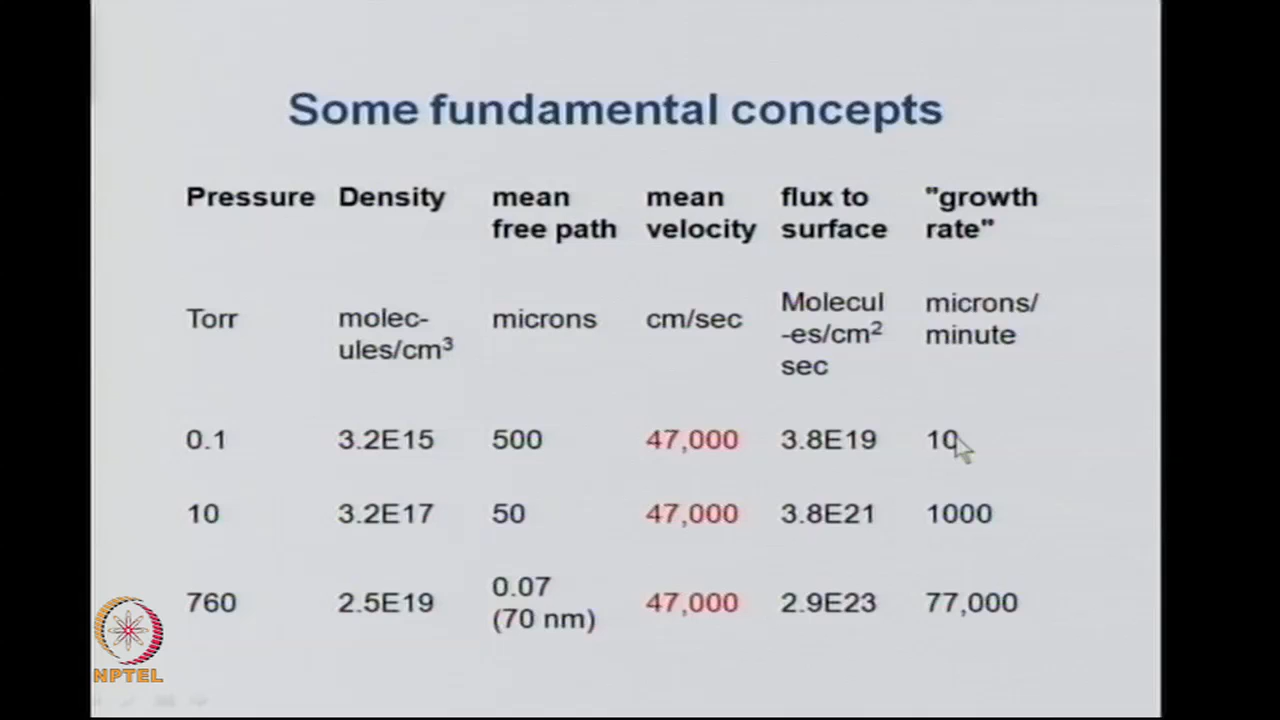 Some fundamental concepts
Pressure Density mean free path mean velocity flux to surface "growth rate"
Torr molec-ules/cm3 microns cm/sec Molecul-es/cm2 sec microns/minute
0.1 3.2E15 500 47,000 3.8E19 10
10 3.2E17 50 47,000 3.8E21 1000
760 2.5E19 0.07 (70 nm) 47,000 2.9E23 77,000
NPTEL